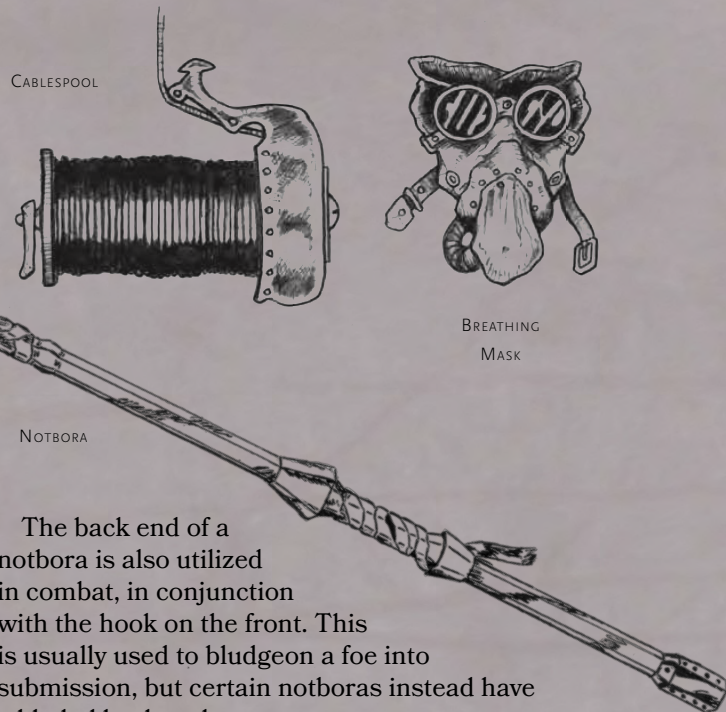 CABLESPOOL
BREATHING
MASK
NOTBORA
The back end of a
notbora is also utilized
in combat, in conjunction
with the hook on the front. This
is usually used to bludgeon a foe into
submission, but certain notboras instead have